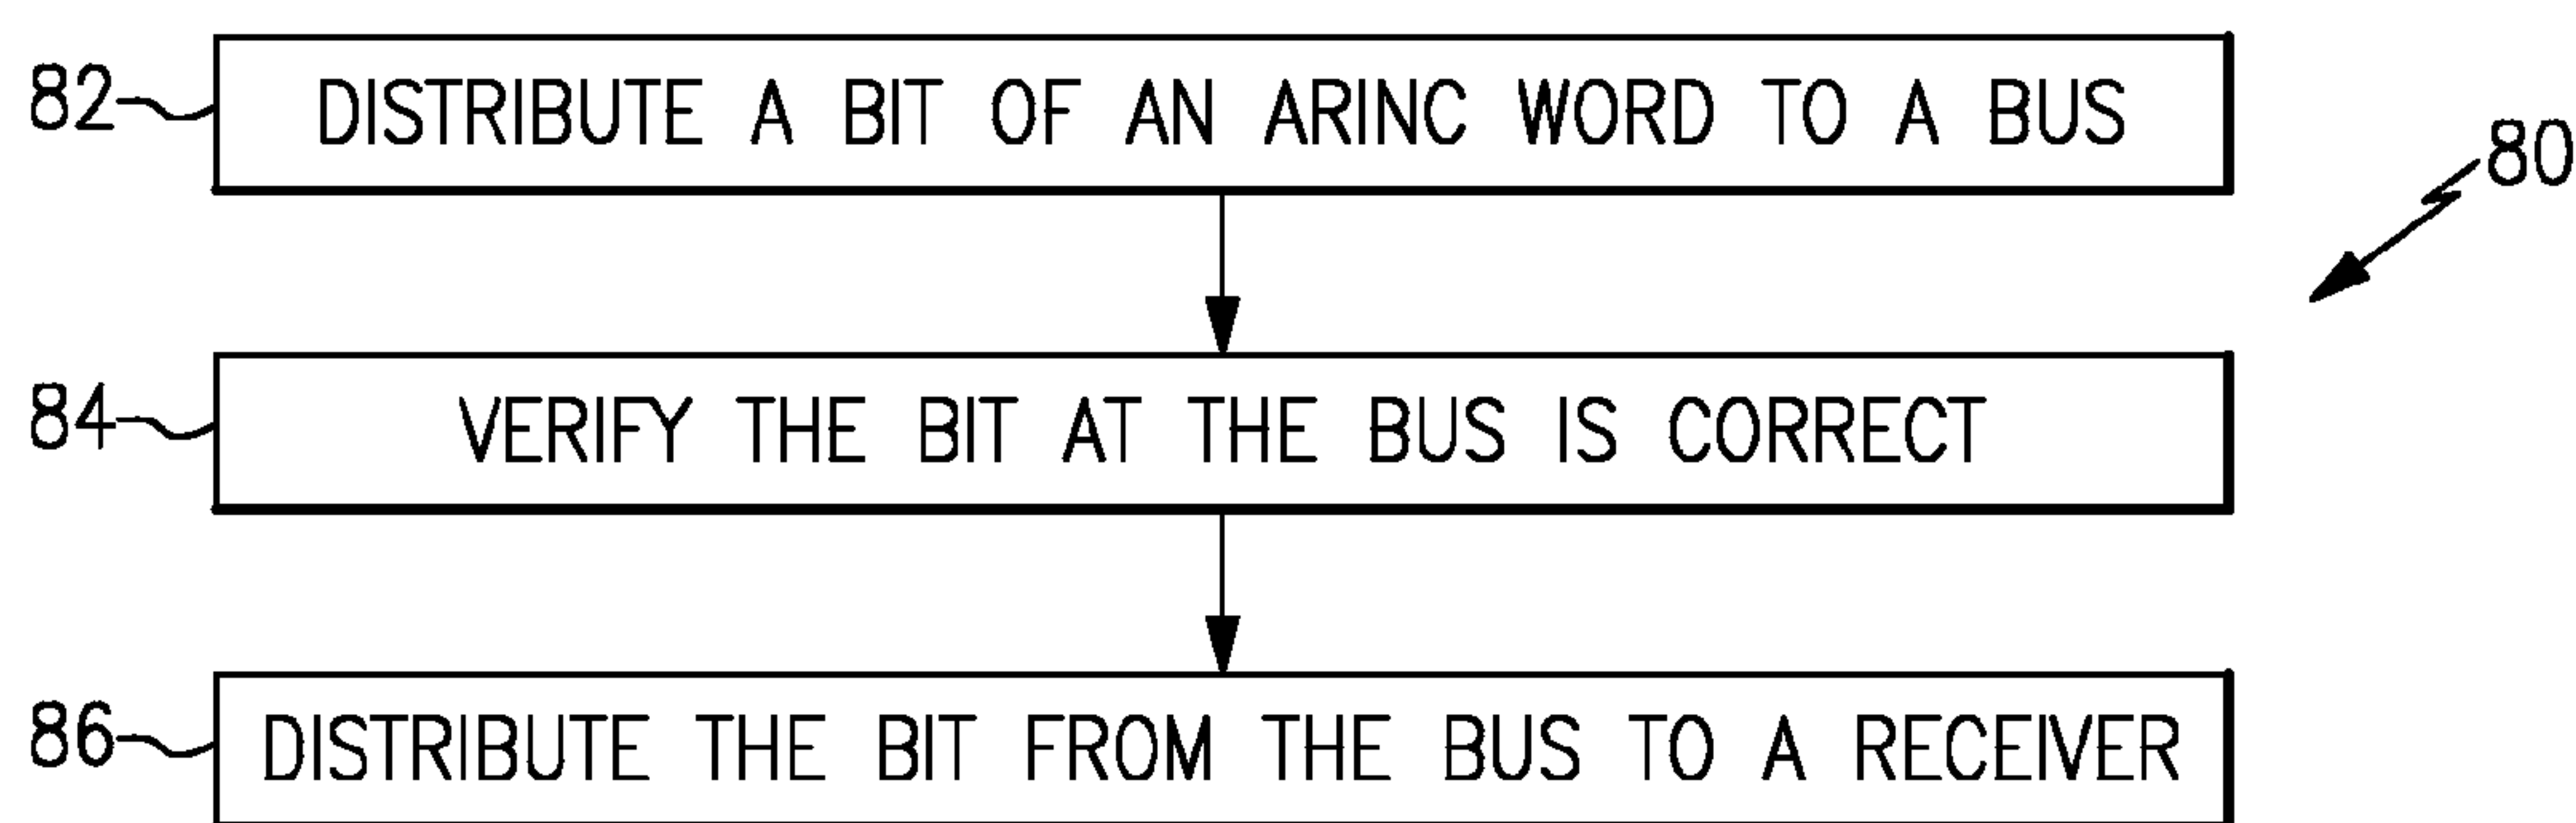 82 DISTRIBUTE A BIT OF AN ARINC WORD TO A BUS
80
84 VERIFY THE BIT AT THE BUS IS CORRECT
86 DISTRIBUTE THE BIT FROM THE BUS TO A RECEIVER